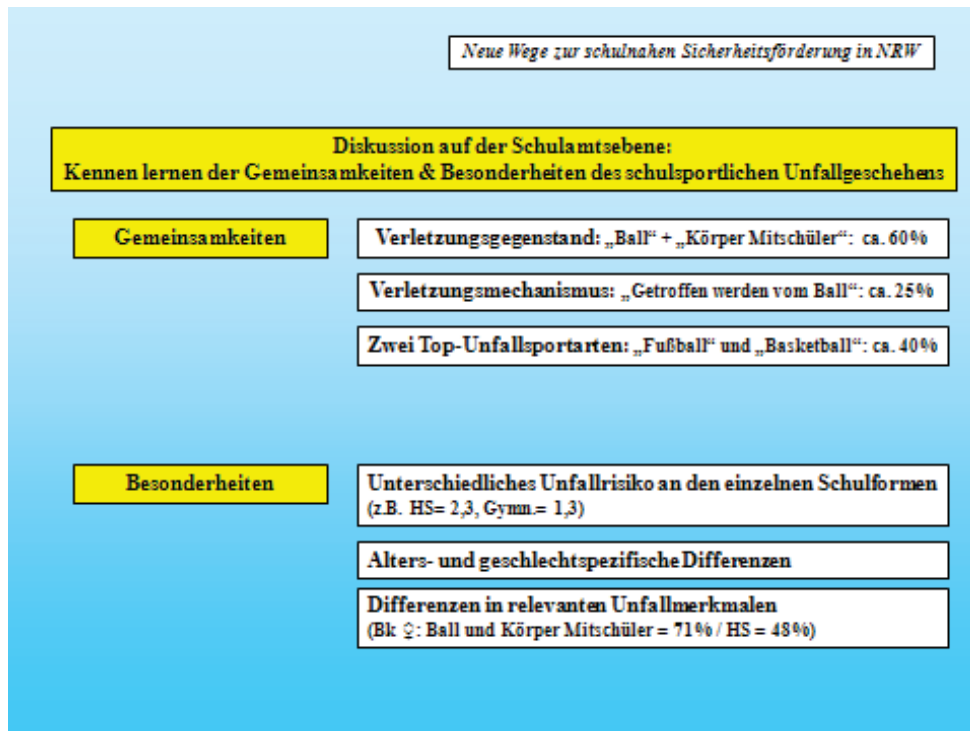 Neue Wege zur schulnahen Sicherheitsförderung in NRW
Diskussion auf der Schulamtsebene:
Kennen lernen der Gemeinsamkeiten & Besonderheiten des schulsportlichen Unfallgeschehens
Gemeinsamkeiten
Verletzungsgegenstand: „Ball“ + „Körper Mitschüler“: ca. 60%
Verletzungsmechanismus: „Getroffen werden vom Ball“: ca. 25%
Zwei Top-Unfallsportarten: „Fußball“ und „Basketball“: ca. 40%
Besonderheiten
Unterschiedliches Unfallrisiko an den einzelnen Schulformen
(z.B. HS= 2,3, Gymn.= 1,3)
Alters- und geschlechtspezifische Differenzen
Differenzen in relevanten Unfallmerkmalen
(Bk ♀: Ball und Körper Mitschüler = 71% / HS = 48%)